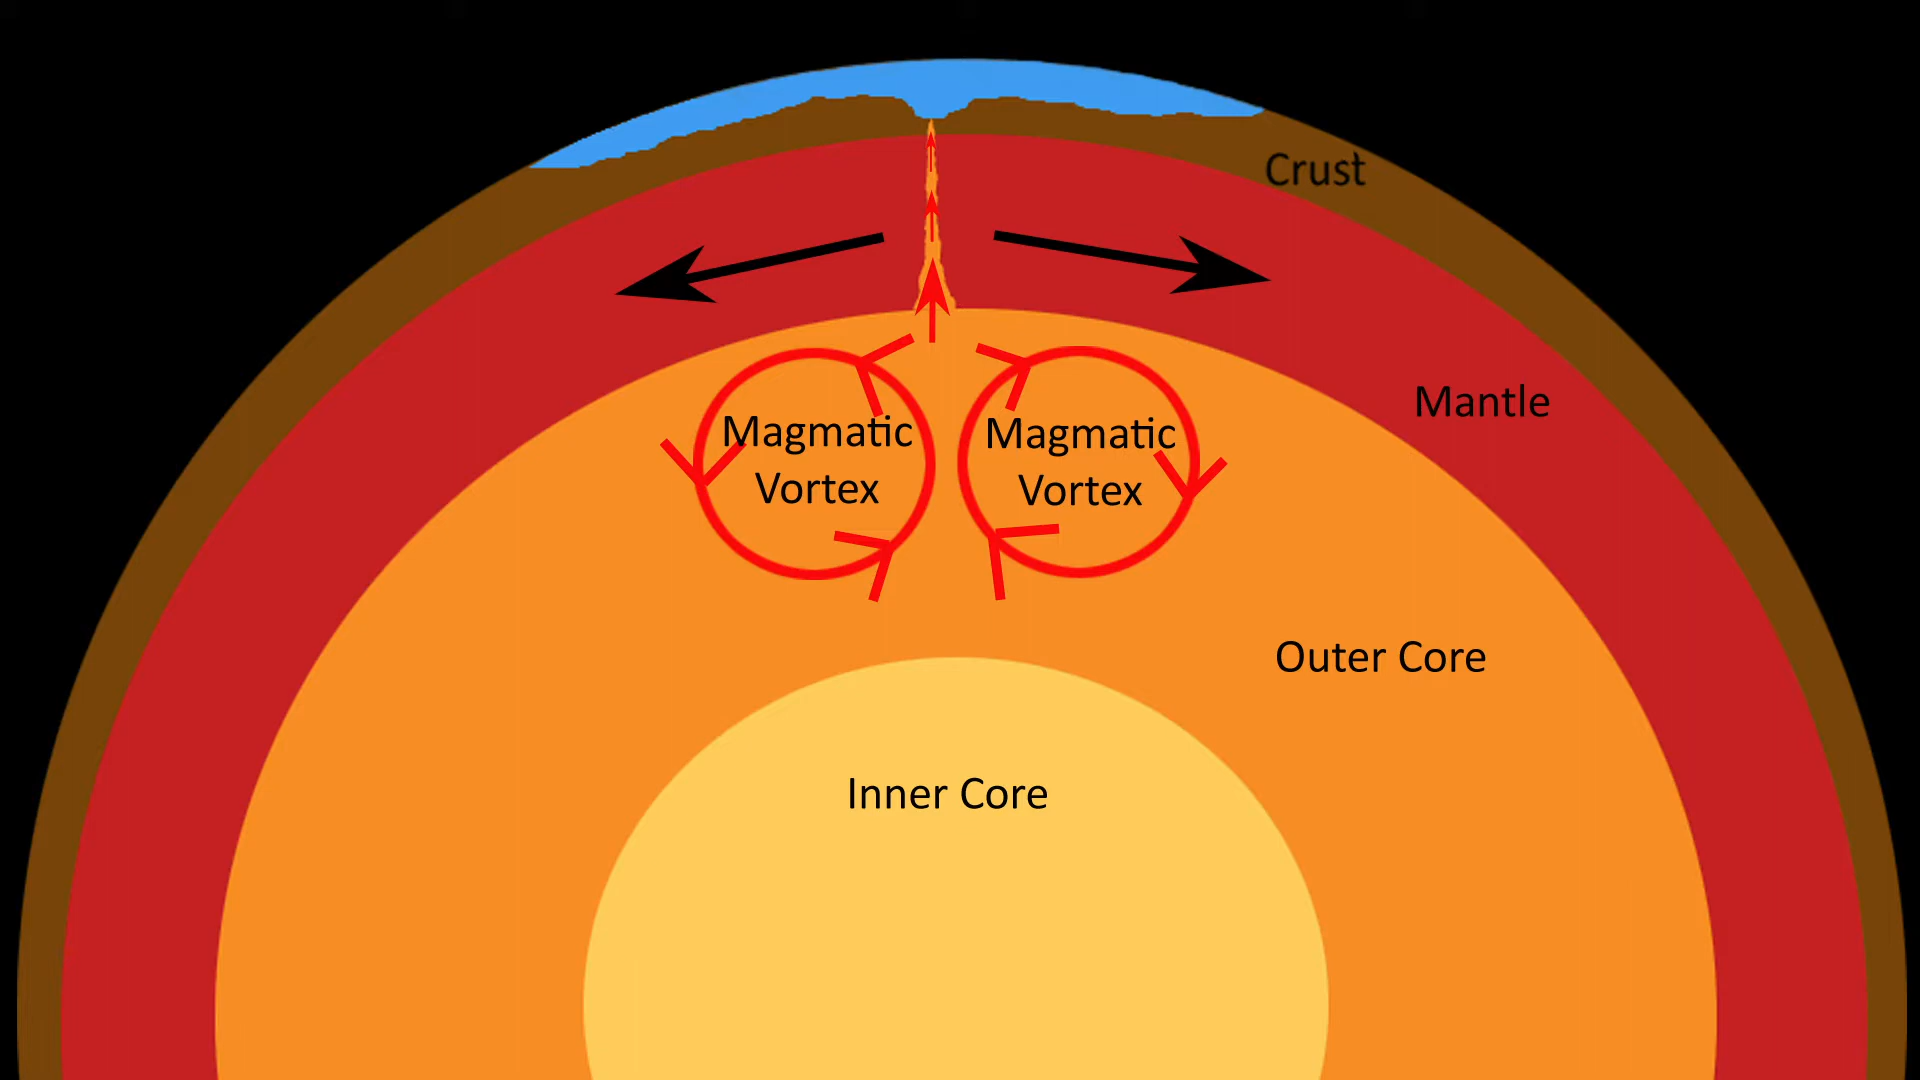 Crust
Mantle
Magmatic
Vortex
Magmatic
Vortex
Outer Core
Inner Core